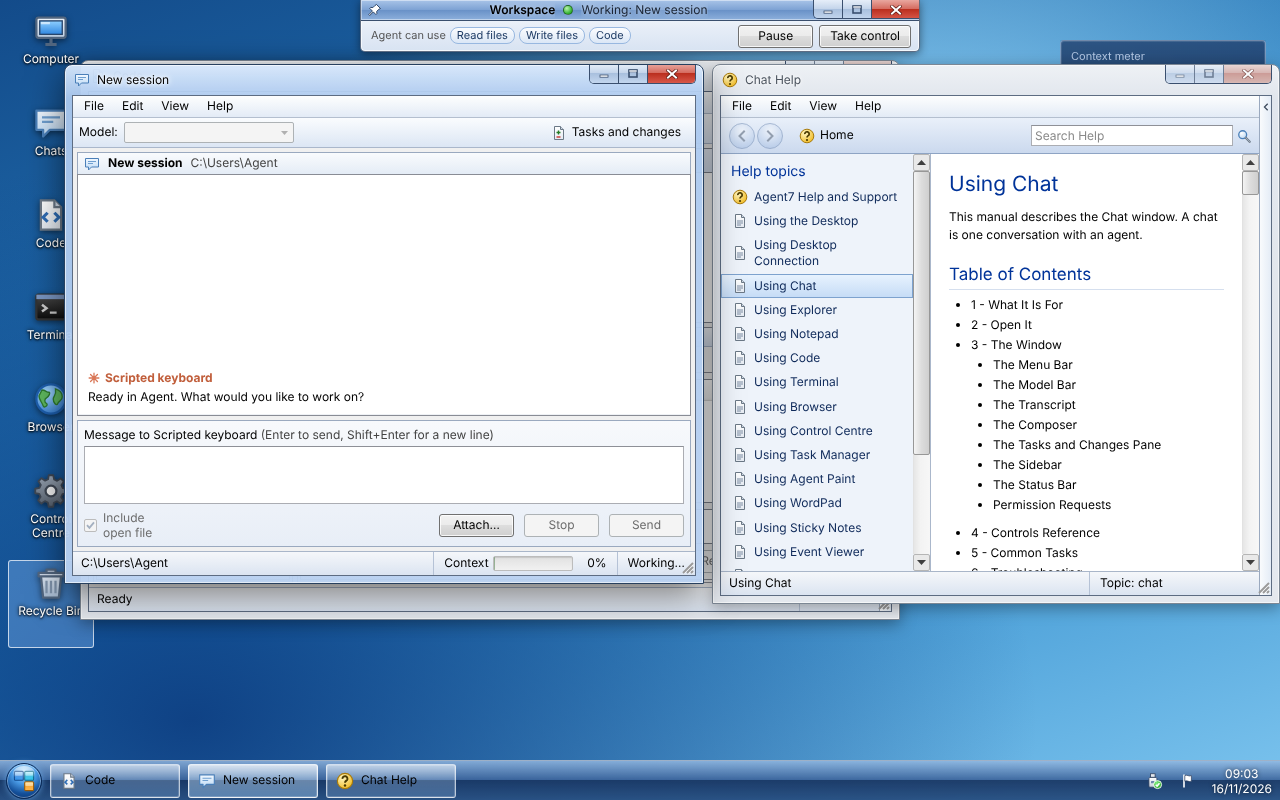 Workspace
Working: New session
Agent can use
Read files
Write files
Code
Pause
Take control
Context meter
Computer
Chats
Code
Control
Centre
Recycle Bin
New session
File
Edit
View
Help
Model:
Tasks and changes
New session
C:\Users\Agent
Scripted keyboard
Ready in Agent. What would you like to work on?
Message to Scripted keyboard (Enter to send, Shift+Enter for a new line)
Include
open file
Attach...
Stop
Send
C:\Users\Agent
Context
0%
Working...
Ready
Chat Help
File
Edit
View
Help
Home
Search Help
Help topics
Agent7 Help and Support
Using the Desktop
Using Desktop
Connection
Using Chat
Using Explorer
Using Notepad
Using Code
Using Terminal
Using Browser
Using Control Centre
Using Task Manager
Using Agent Paint
Using WordPad
Using Sticky Notes
Using Event Viewer
Using Chat
This manual describes the Chat window. A chat
is one conversation with an agent.
Table of Contents
1 - What It Is For
2 - Open It
3 - The Window
The Menu Bar
The Model Bar
The Transcript
The Composer
The Tasks and Changes Pane
The Sidebar
The Status Bar
Permission Requests
4 - Controls Reference
5 - Common Tasks
Using Chat
Topic: chat
Code
New session
Chat Help
09:03
16/11/2026